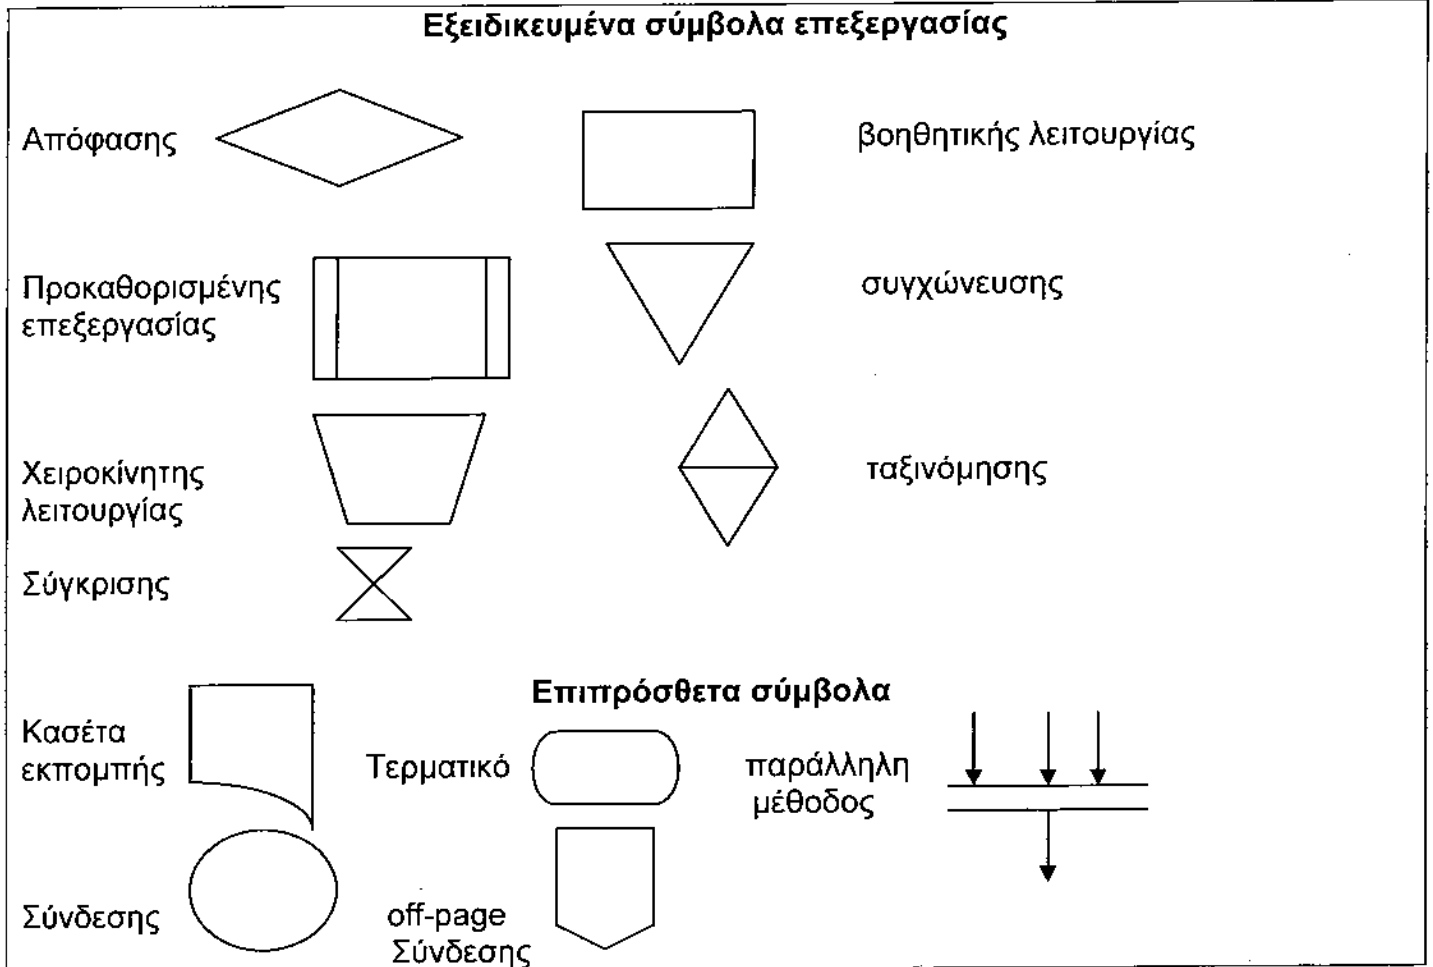 Εξειδικευμένα σύμβολα επεξεργασίας
Απόφασης
βοηθητικής λειτουργίας
Προκαθορισμένης
επεξεργασίας
συγχώνευσης
Χειροκίνητης
λειτουργίας
ταξινόμησης
Σύγκρισης
Επιπρόσθετα σύμβολα
Κασέτα
εκπομπής
Τερματικό
παράλληλη
μέθοδος
Σύνδεσης
off-page
Σύνδεσης